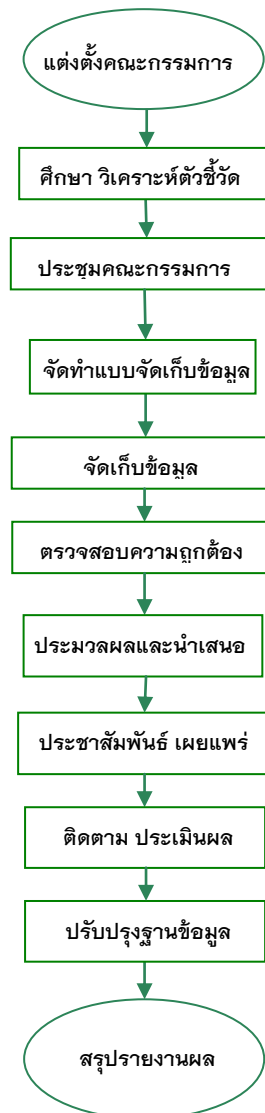 แต่งตั้งคณะกรรมการ
ศึกษา วิเคราะห์ตัวชี้วัด
ประชุมคณะกรรมการ
จัดทำแบบจัดเก็บข้อมูล
จัดเก็บข้อมูล
ตรวจสอบความถูกต้อง
ประมวลผลและนำเสนอ
ประชาสัมพันธ์ เผยแพร่
ติดตาม ประเมินผล
ปรับปรุงฐานข้อมูล
สรุปรายงานผล